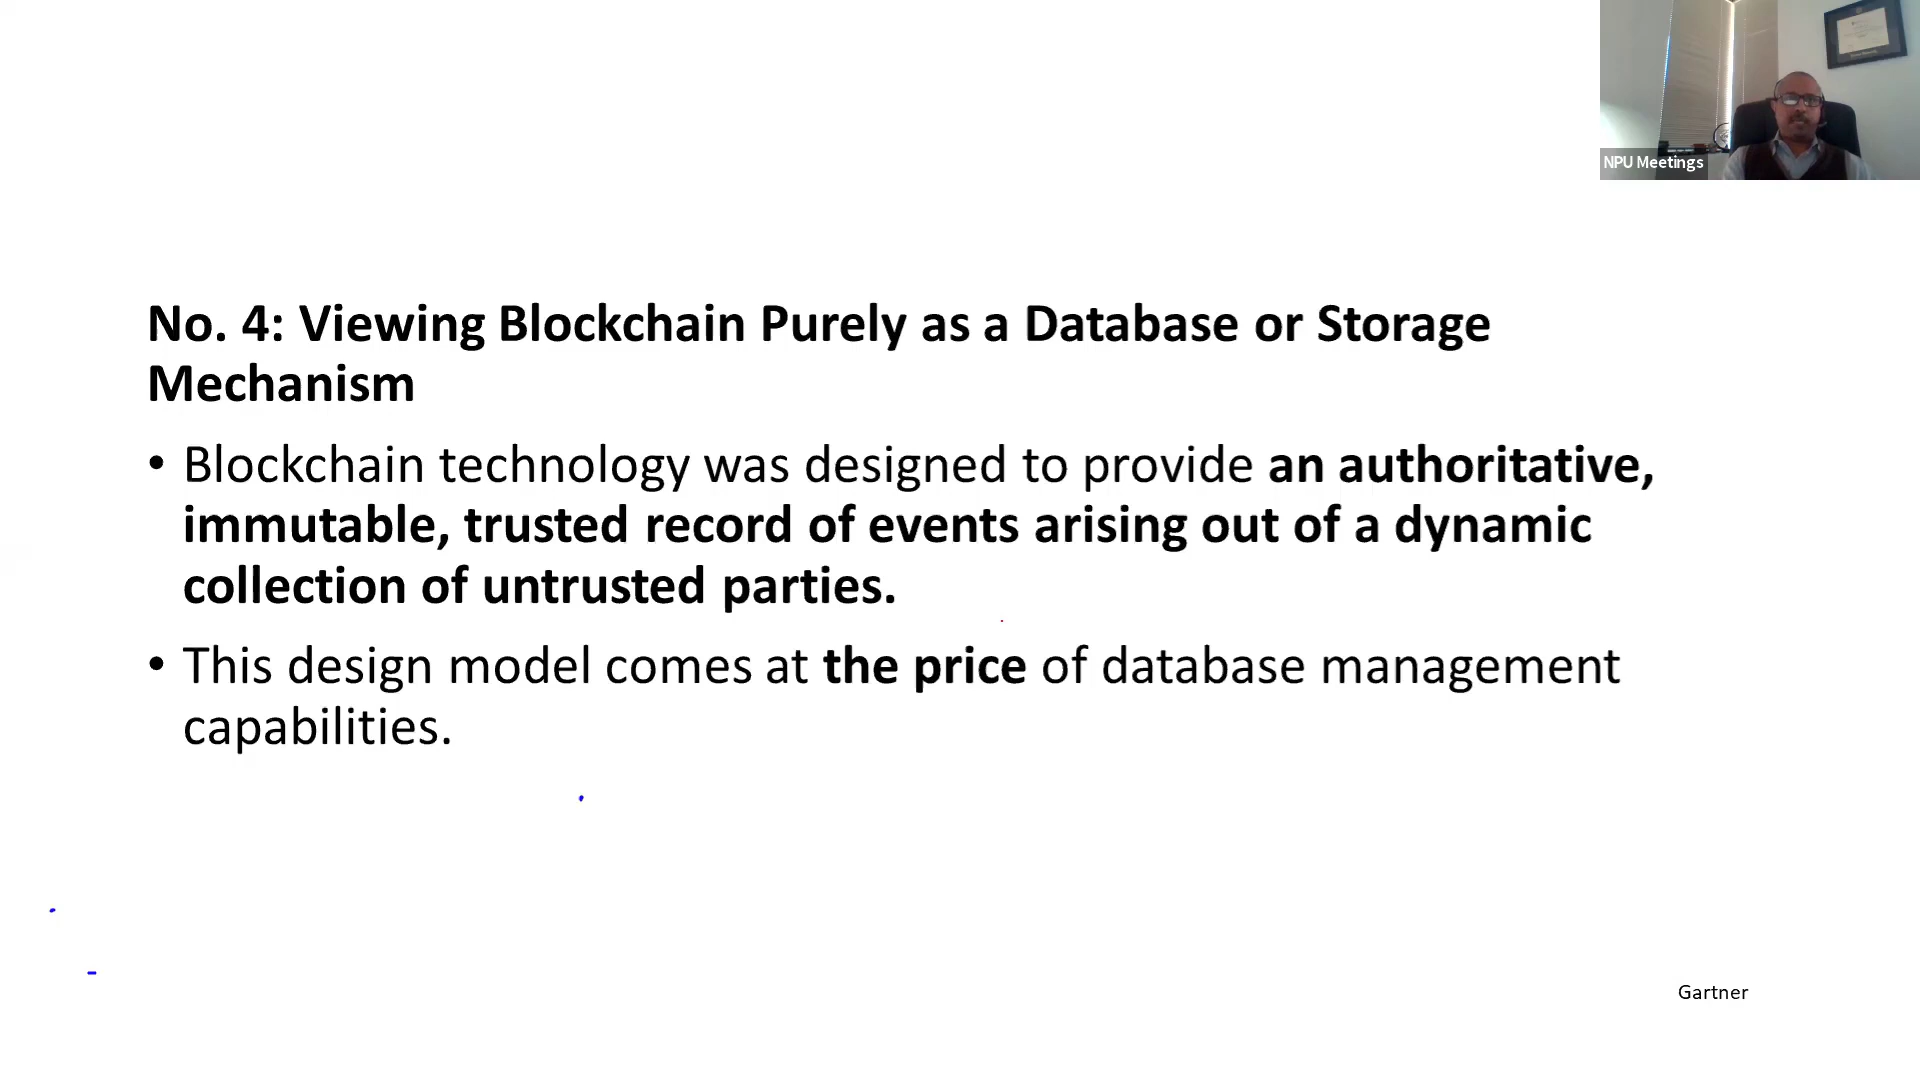 NPU Meetings
No. 4: Viewing Blockchain Purely as a Database or Storage
Mechanism
• Blockchain technology was designed to provide an authoritative,
immutable, trusted record of events arising out of a dynamic
collection of untrusted parties.
• This design model comes at the price of database management
capabilities.
Gartner